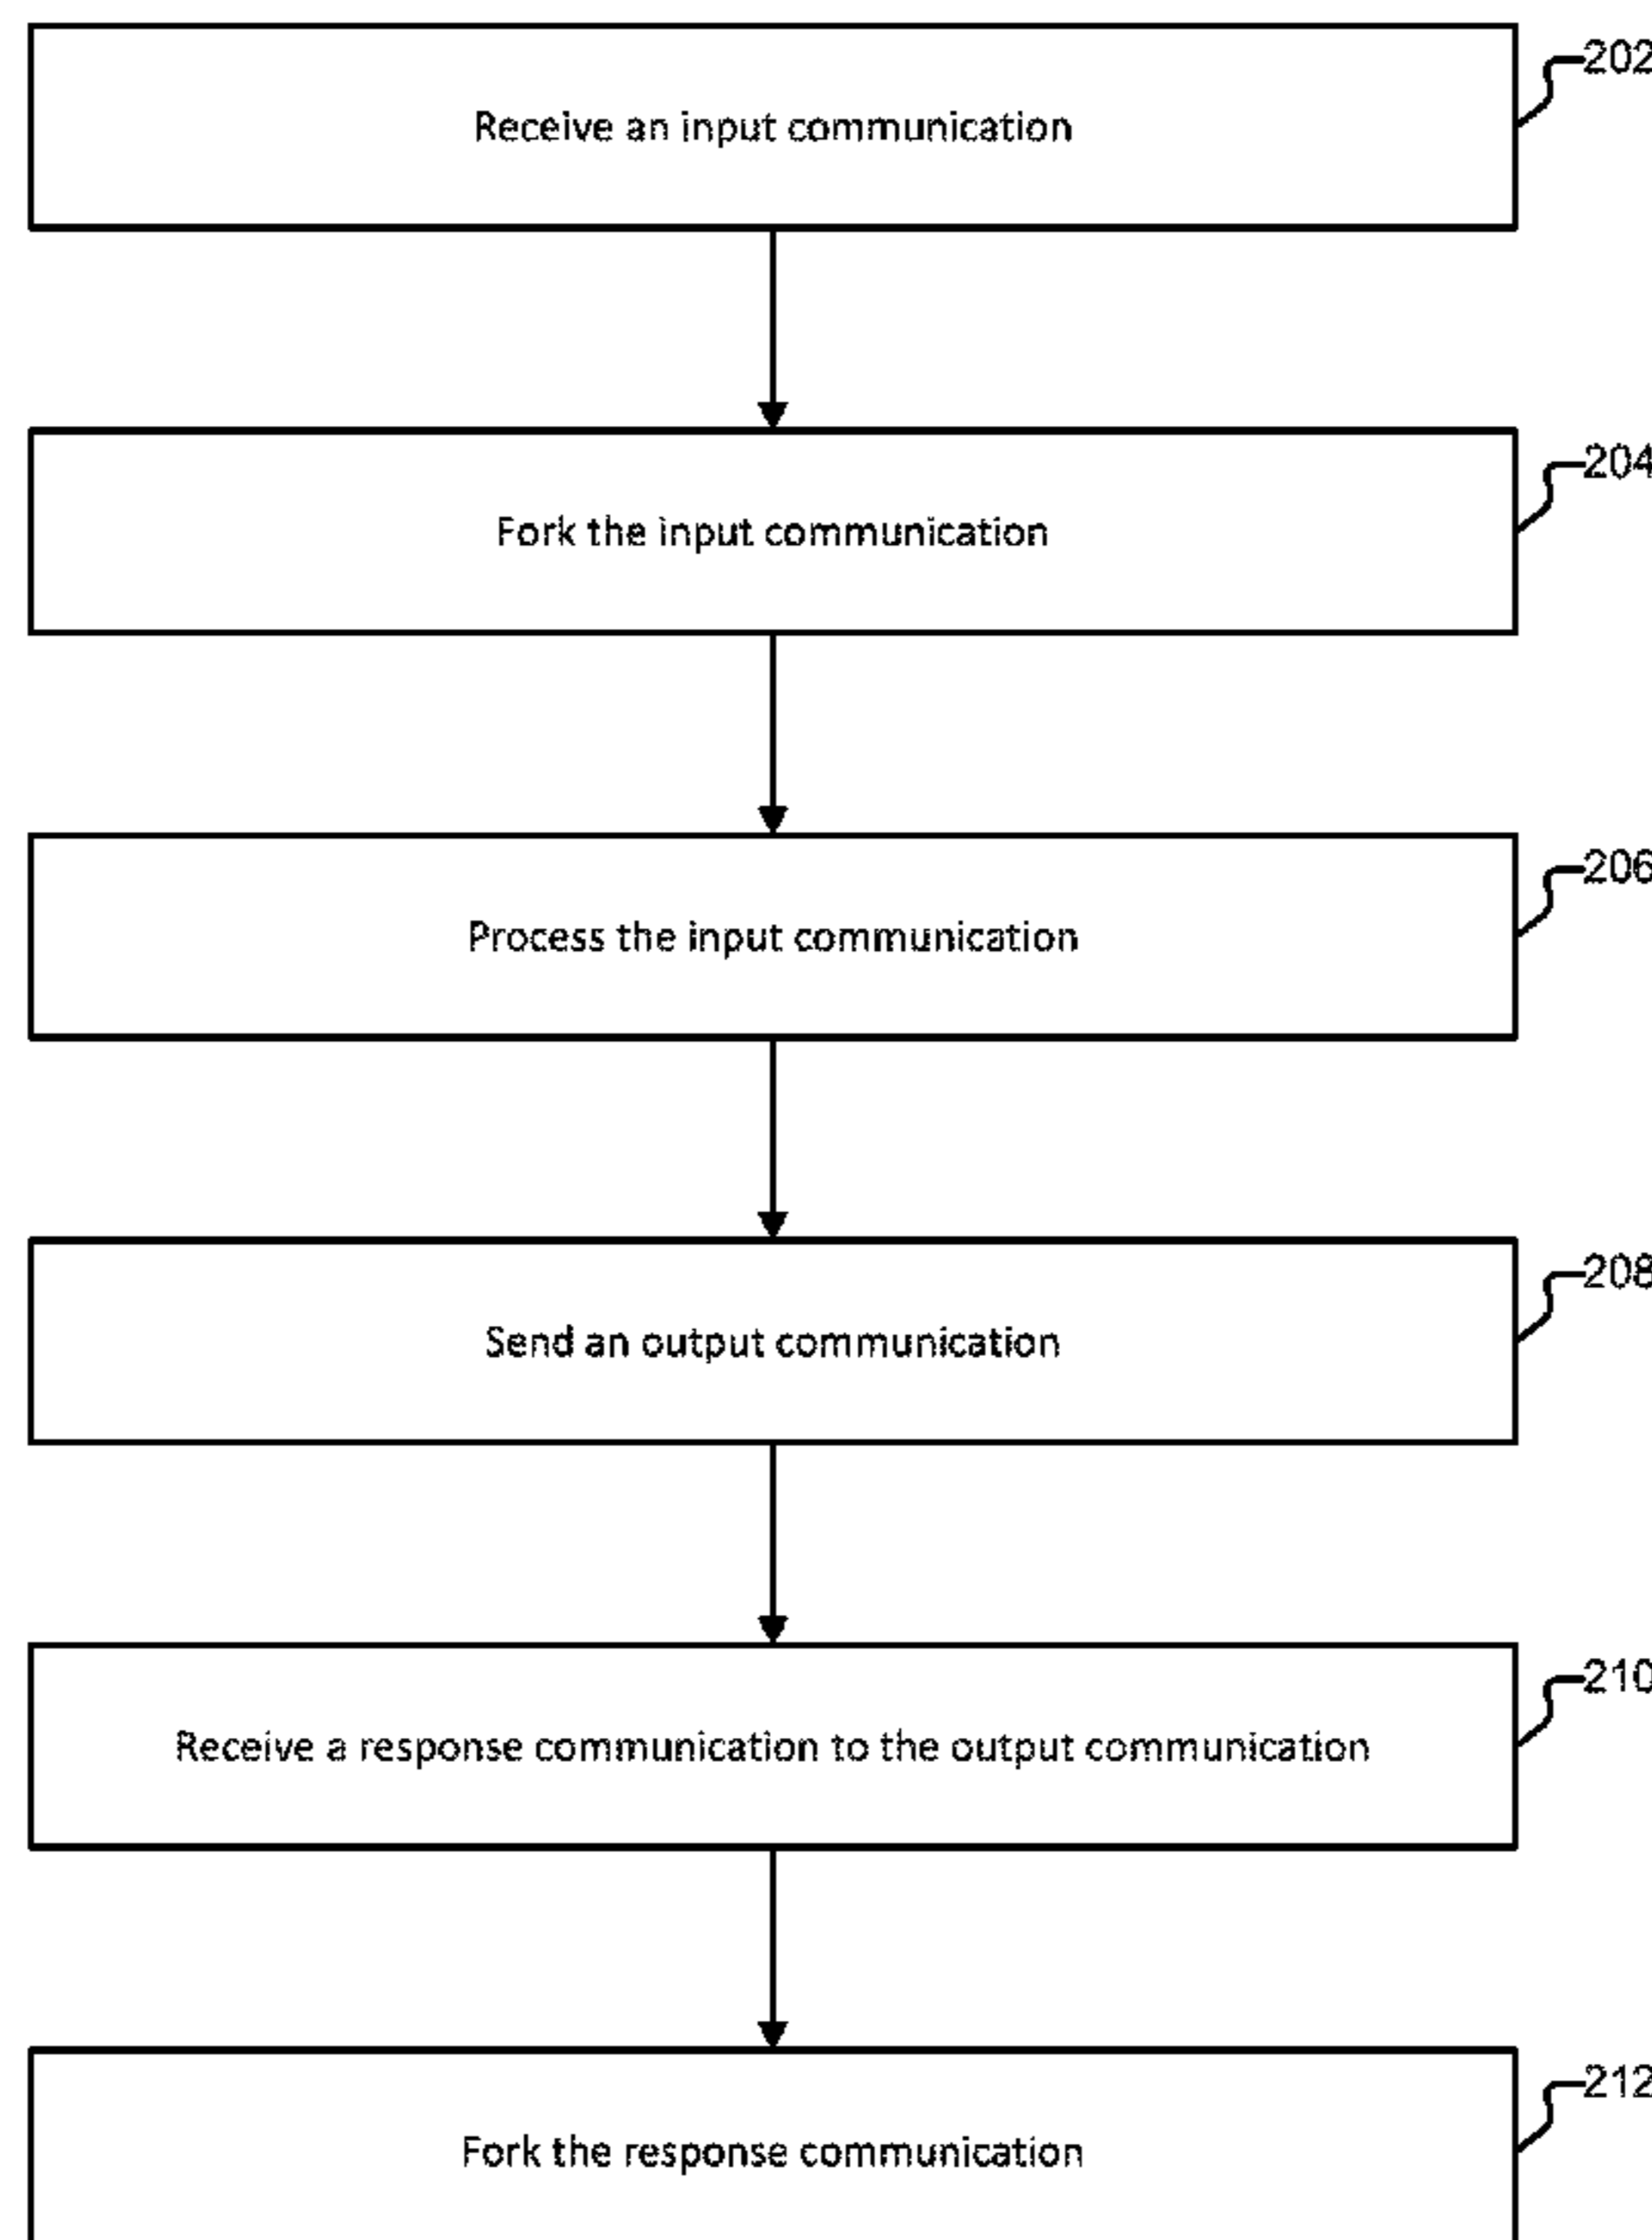 Receive an input communication
202
Fork the input communication
204
Process the input communication
206
Send an output communication
208
Receive a response communication to the output communication
210
Fork the response communication
212